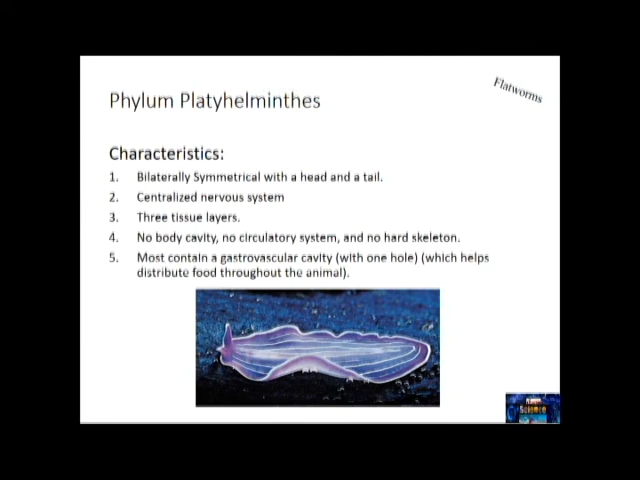 Flatworms
Phylum Platyhelminthes
Characteristics:
1. Bilaterally Symmetrical with a head and a tail.
2. Centralized nervous system
3. Three tissue layers.
4. No body cavity, no circulatory system, and no hard skeleton.
5. Most contain a gastrovascular cavity (with one hole) (which helps
distribute food throughout the animal).
Science